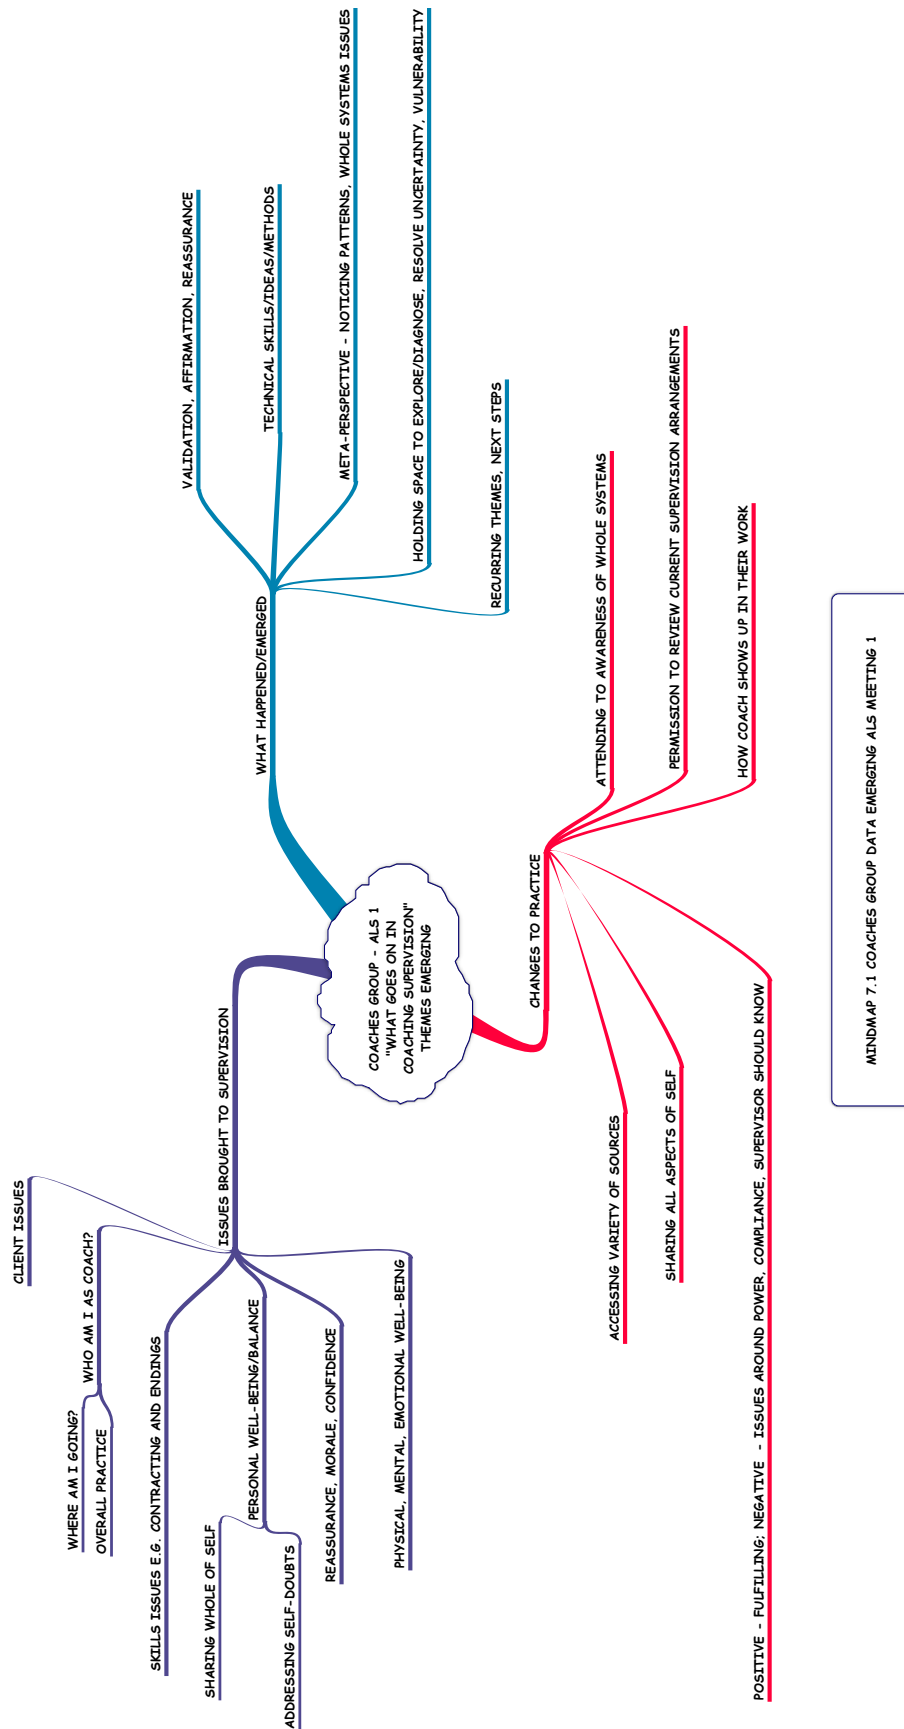 COACHES GROUP - ALS 1
"WHAT GOES ON IN
COACHING SUPERVISION"
THEMES EMERGING
ISSUES BROUGHT TO SUPERVISION
CLIENT ISSUES
WHO AM I AS COACH?
WHERE AM I GOING?
OVERALL PRACTICE
SKILLS ISSUES E.G. CONTRACTING AND ENDINGS
PERSONAL WELL-BEING/BALANCE
SHARING WHOLE OF SELF
ADDRESSING SELF-DOUBTS
REASSURANCE, MORALE, CONFIDENCE
PHYSICAL, MENTAL, EMOTIONAL WELL-BEING
WHAT HAPPENED/EMERGED
VALIDATION, AFFIRMATION, REASSURANCE
TECHNICAL SKILLS/IDEAS/METHODS
META-PERSPECTIVE - NOTICING PATTERNS, WHOLE SYSTEMS ISSUES
HOLDING SPACE TO EXPLORE/DIAGNOSE, RESOLVE UNCERTAINTY, VULNERABILITY
RECURRING THEMES, NEXT STEPS
CHANGES TO PRACTICE
ATTENDING TO AWARENESS OF WHOLE SYSTEMS
PERMISSION TO REVIEW CURRENT SUPERVISION ARRANGEMENTS
HOW COACH SHOWS UP IN THEIR WORK
ACCESSING VARIETY OF SOURCES
SHARING ALL ASPECTS OF SELF
POSITIVE - FULFILLING; NEGATIVE - ISSUES AROUND POWER, COMPLIANCE, SUPERVISOR SHOULD KNOW
MINDMAP 7.1 COACHES GROUP DATA EMERGING ALS MEETING 1